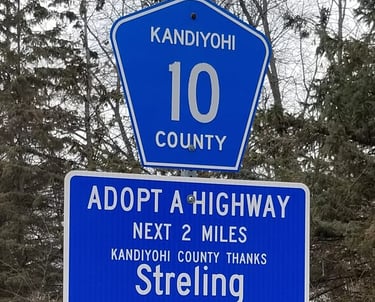 KANDIYOHI
10
COUNTY
ADOPT A HIGHWAY
NEXT 2 MILES
KANDIYOHI COUNTY THANKS
Streling